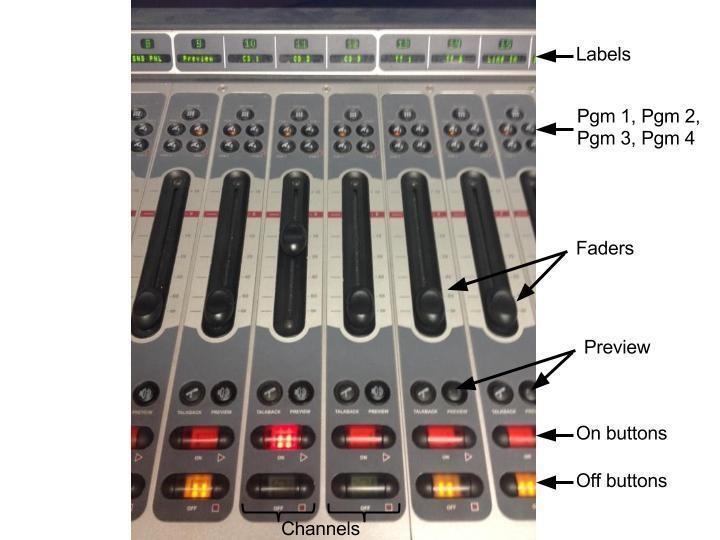 8 9 10 11 12 13 14 15
Preview CD 1 CD 2 CD 3
Labels
Pgm 1, Pgm 2,
Pgm 3, Pgm 4
Faders
Preview
PREVIEW TALKBACK PREVIEW TALKBACK PREVIEW TALKBACK PREVIEW TALKBACK PREVIEW TALKBACK
ON ON ON ON
On buttons
OFF OFF OFF OFF
Off buttons
Channels